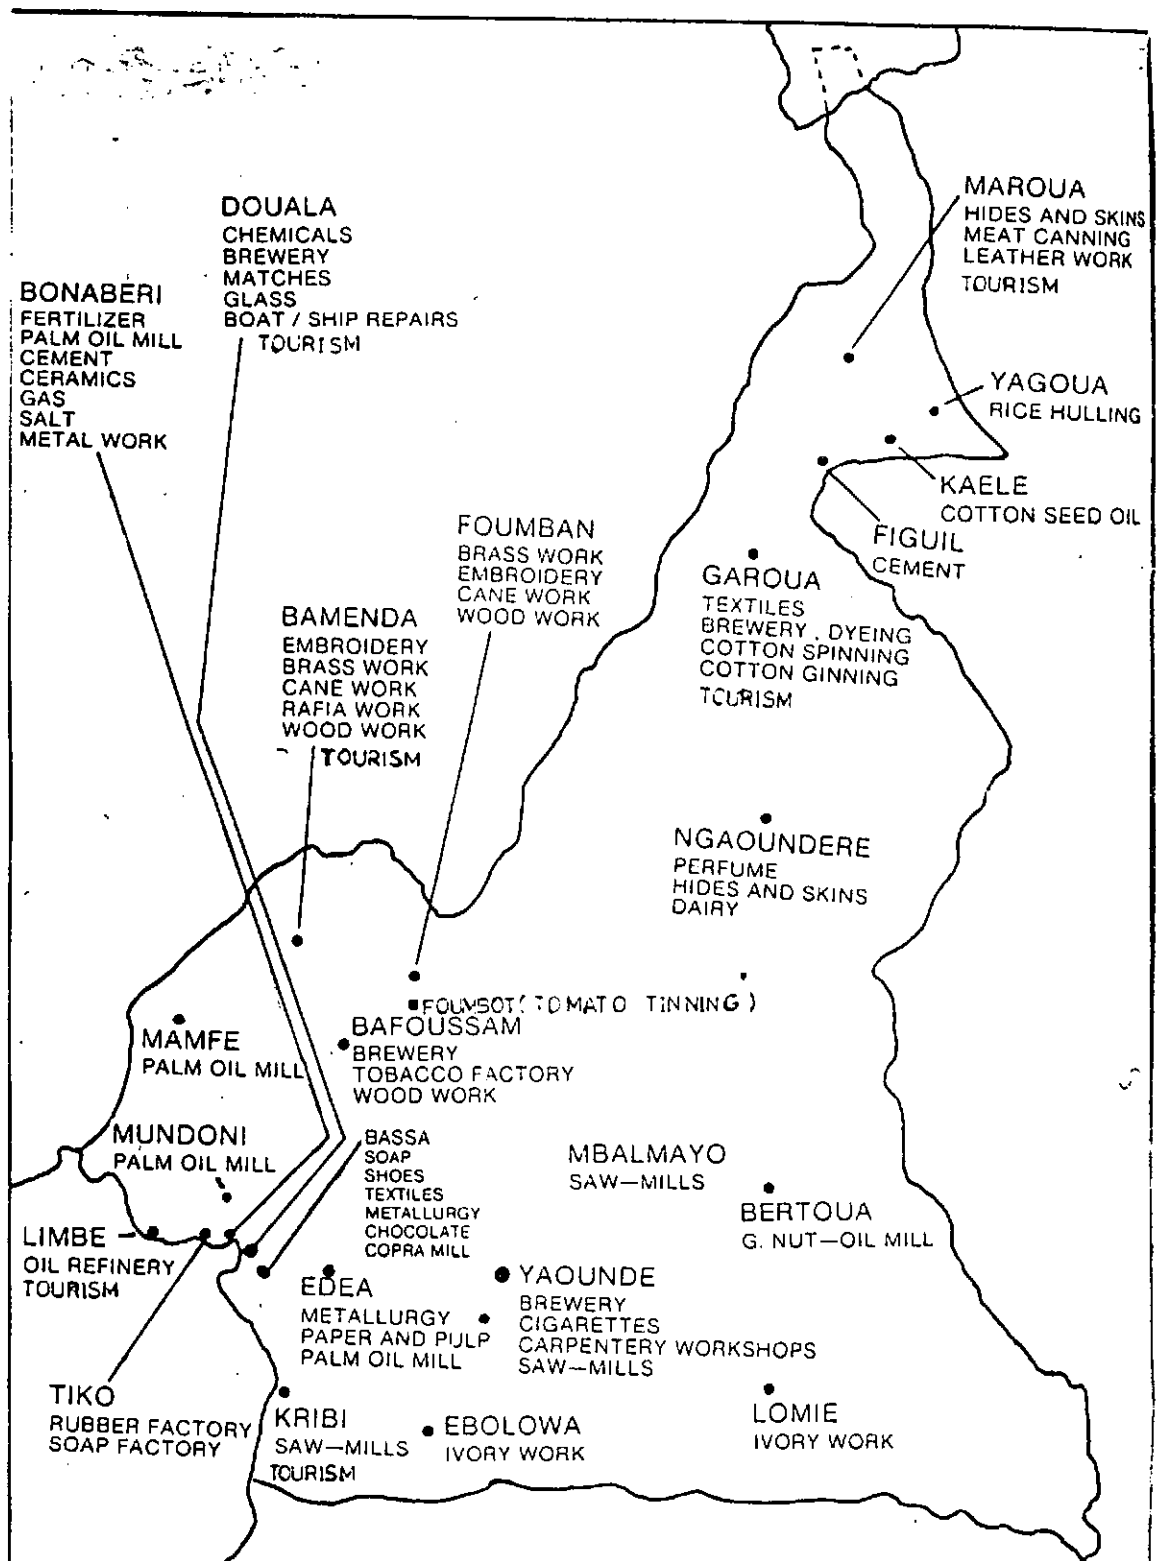 DOUALA
CHEMICALS
BREWERY
MATCHES
GLASS
BOAT / SHIP REPAIRS
TOURISM
BONABERI
FERTILIZER
PALM OIL MILL
CEMENT
CERAMICS
GAS
SALT
METAL WORK
MAROUA
HIDES AND SKINS
MEAT CANNING
LEATHER WORK
TOURISM
YAGOUA
RICE HULLING
KAELE
COTTON SEED OIL
FIGUIL
CEMENT
FOUMBAN
BRASS WORK
EMBROIDERY
CANE WORK
WOOD WORK
GAROUA
TEXTILES
BREWERY, DYEING
COTTON SPINNING
COTTON GINNING
TOURISM
BAMENDA
EMBROIDERY
BRASS WORK
CANE WORK
RAFIA WORK
WOOD WORK
TOURISM
NGAOUNDERE
PERFUME
HIDES AND SKINS
DAIRY
FOUMBOT (TOMATO TINNING)
MAMFE
PALM OIL MILL
BAFOUSSAM
BREWERY
TOBACCO FACTORY
WOOD WORK
MUNDONI
PALM OIL MILL
BASSA
SOAP
SHOES
TEXTILES
METALLURGY
CHOCOLATE
COPRA MILL
MBALMAYO
SAW-MILLS
BERTOUA
G. NUT-OIL MILL
LIMBE
OIL REFINERY
TOURISM
EDEA
METALLURGY
PAPER AND PULP
PALM OIL MILL
YAOUNDE
BREWERY
CIGARETTES
CARPENTERY WORKSHOPS
SAW-MILLS
TIKO
RUBBER FACTORY
SOAP FACTORY
KRIBI
SAW-MILLS
TOURISM
EBOLOWA
IVORY WORK
LOMIE
IVORY WORK